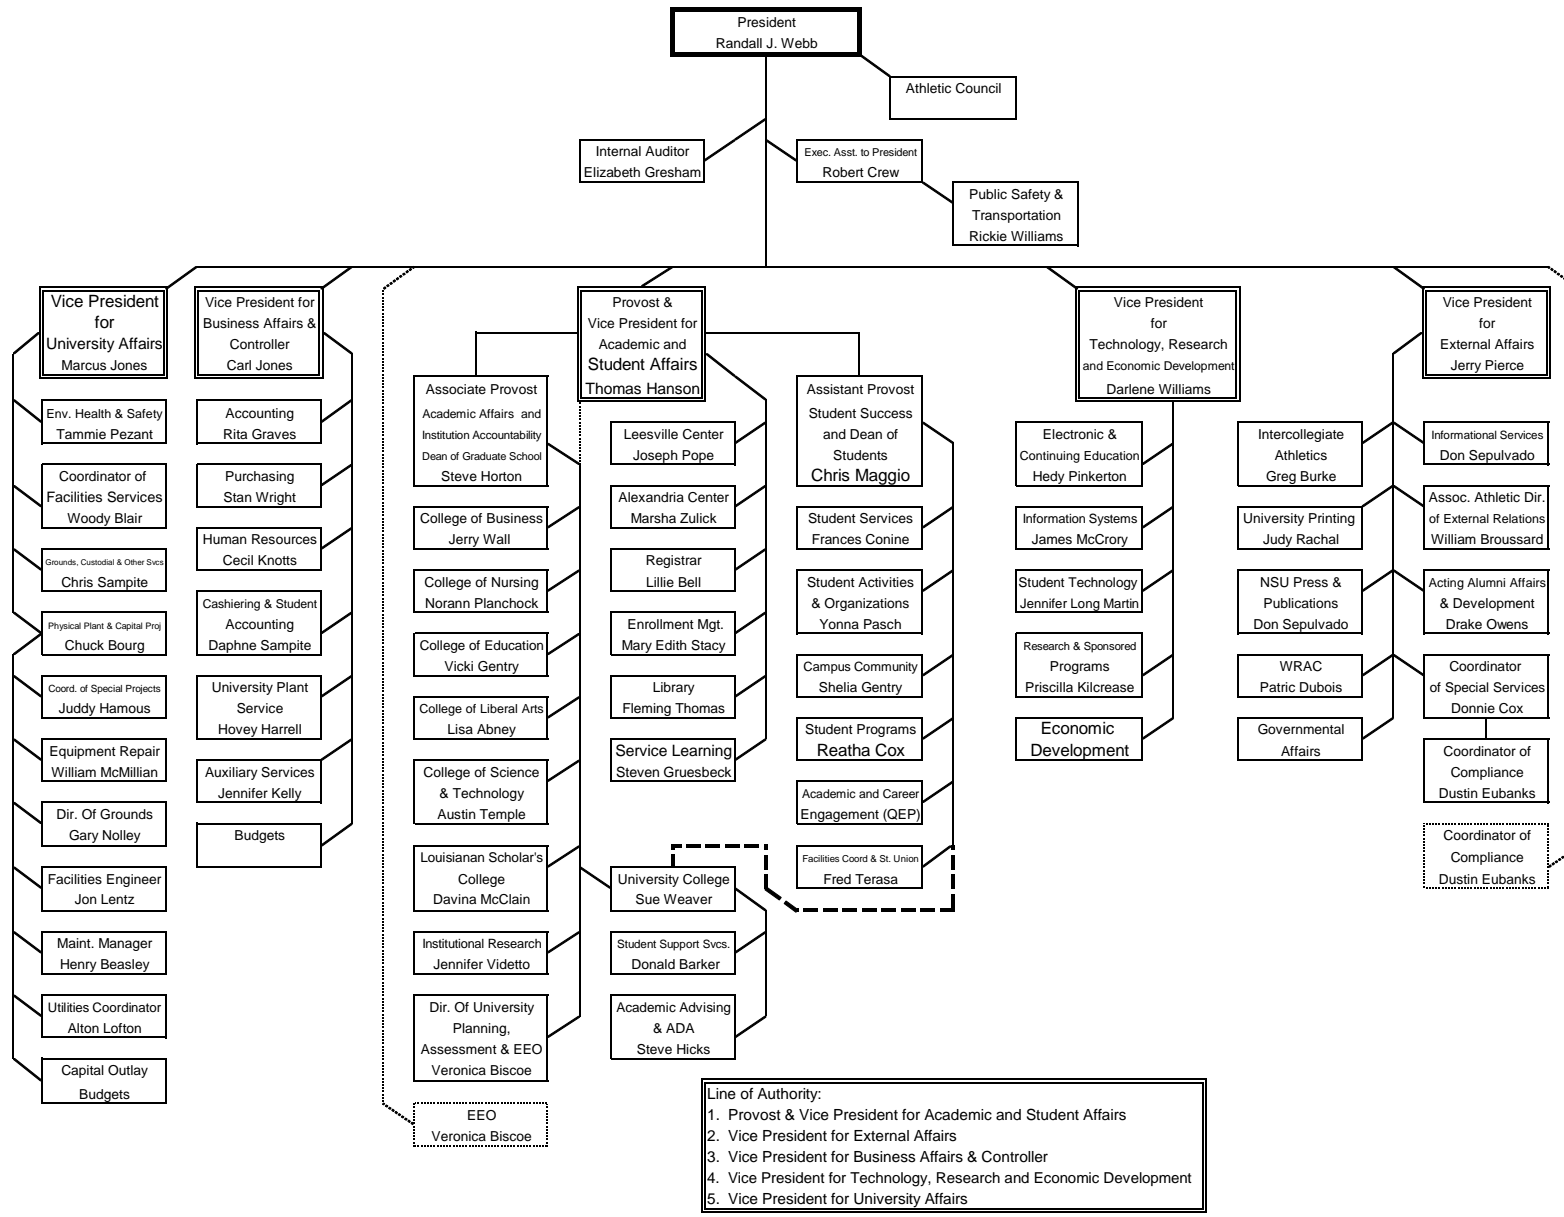 President
Randall J. Webb
Athletic Council
Internal Auditor
Elizabeth Gresham
Exec. Asst. to President
Robert Crew
Public Safety &
Transportation
Rickie Williams
Vice President
for
University Affairs
Marcus Jones
Env. Health & Safety
Tammie Pezant
Coordinator of
Facilities Services
Woody Blair
Grounds, Custodial & Other Svcs
Chris Sampite
Physical Plant & Capital Proj
Chuck Bourg
Coord. of Special Projects
Juddy Hamous
Equipment Repair
William McMillian
Dir. Of Grounds
Gary Nolley
Facilities Engineer
Jon Lentz
Maint. Manager
Henry Beasley
Utilities Coordinator
Alton Lofton
Capital Outlay
Budgets
Vice President for
Business Affairs &
Controller
Carl Jones
Accounting
Rita Graves
Purchasing
Stan Wright
Human Resources
Cecil Knotts
Cashiering & Student
Accounting
Daphne Sampite
University Plant
Service
Hovey Harrell
Auxiliary Services
Jennifer Kelly
Budgets
Provost &
Vice President for
Academic and
Student Affairs
Thomas Hanson
Associate Provost
Academic Affairs and
Institution Accountability
Dean of Graduate School
Steve Horton
College of Business
Jerry Wall
College of Nursing
Norann Planchock
College of Education
Vicki Gentry
College of Liberal Arts
Lisa Abney
College of Science
& Technology
Austin Temple
Louisianan Scholar's
College
Davina McClain
Institutional Research
Jennifer Videtto
Dir. Of University
Planning,
Assessment & EEO
Veronica Biscoe
EEO
Veronica Biscoe
Leesville Center
Joseph Pope
Alexandria Center
Marsha Zulick
Registrar
Lillie Bell
Enrollment Mgt.
Mary Edith Stacy
Library
Fleming Thomas
Service Learning
Steven Gruesbeck
University College
Sue Weaver
Student Support Svcs.
Donald Barker
Academic Advising
& ADA
Steve Hicks
Assistant Provost
Student Success
and Dean of
Students
Chris Maggio
Student Services
Frances Conine
Student Activities
& Organizations
Yonna Pasch
Campus Community
Shelia Gentry
Student Programs
Reatha Cox
Academic and Career
Engagement (QEP)
Facilities Coord & St. Union
Fred Terasa
Vice President
for
Technology, Research
and Economic Development
Darlene Williams
Electronic &
Continuing Education
Hedy Pinkerton
Information Systems
James McCrory
Student Technology
Jennifer Long Martin
Research & Sponsored
Programs
Priscilla Kilcrease
Economic
Development
Vice President
for
External Affairs
Jerry Pierce
Intercollegiate
Athletics
Greg Burke
University Printing
Judy Rachal
NSU Press &
Publications
Don Sepulvado
WRAC
Patric Dubois
Governmental
Affairs
Informational Services
Don Sepulvado
Assoc. Athletic Dir.
of External Relations
William Broussard
Acting Alumni Affairs
& Development
Drake Owens
Coordinator
of Special Services
Donnie Cox
Coordinator of
Compliance
Dustin Eubanks
Coordinator of
Compliance
Dustin Eubanks
Line of Authority:
1. Provost & Vice President for Academic and Student Affairs
2. Vice President for External Affairs
3. Vice President for Business Affairs & Controller
4. Vice President for Technology, Research and Economic Development
5. Vice President for University Affairs